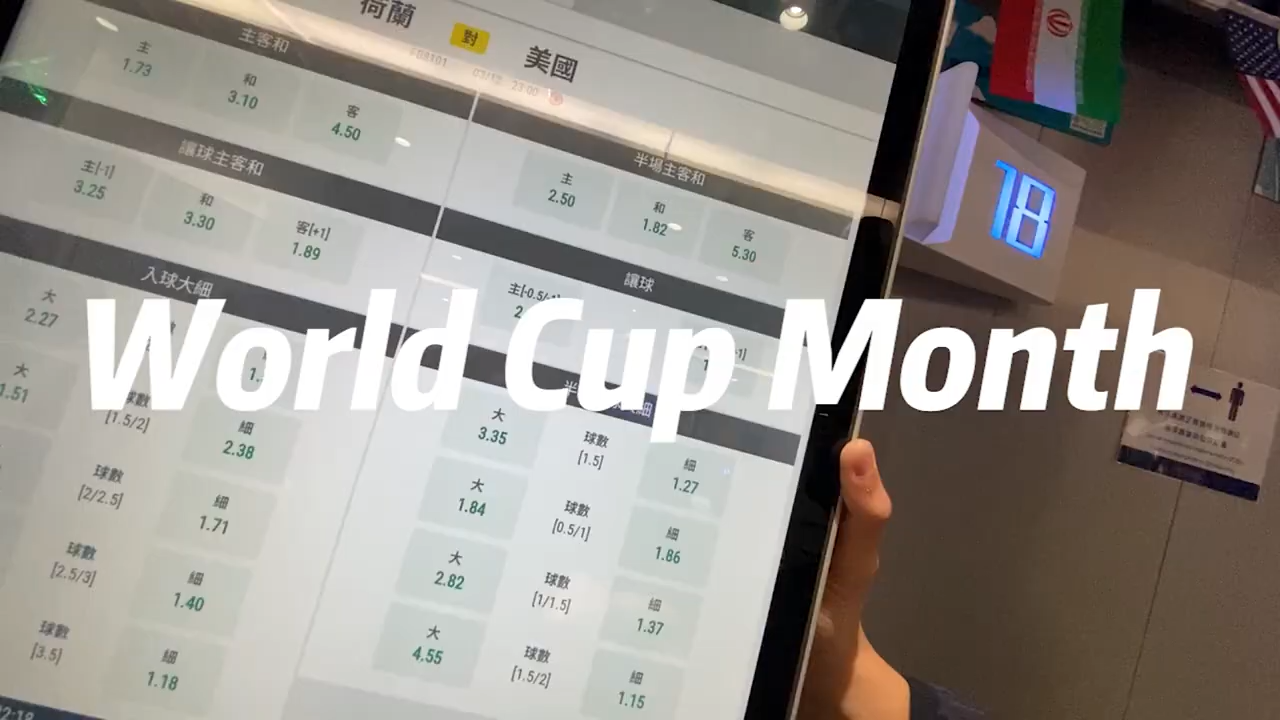 荷蘭
對
美國
FB8101 03/12 23:00
主客和
主
1.73
和
3.10
客
4.50
讓球主客和
主[-1]
3.25
和
3.30
客[+1]
1.89
入球大細
大
2.27
大
1.51
球數
[1.5/2]
細
2.38
球數
[2/2.5]
細
1.71
球數
[2.5/3]
細
1.40
球數
[3.5]
細
1.18
半場主客和
主
2.50
和
1.82
客
5.30
讓球
大
3.35
球數
[1.5]
細
1.27
大
1.84
球數
[0.5/1]
細
1.86
大
2.82
球數
[1/1.5]
細
1.37
大
4.55
球數
[1.5/2]
細
1.15
World Cup Month
18